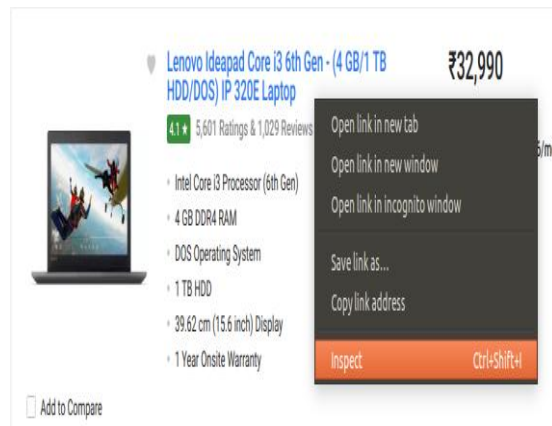 Lenovo Ideapad Core i3 6th Gen - (4 GB/1 TB
HDD/DOS) IP 320E Laptop
₹32,990
4.1 ★ 5,601 Ratings & 1,029 Reviews
Intel Core i3 Processor (6th Gen)
4 GB DDR4 RAM
DOS Operating System
1 TB HDD
39.62 cm (15.6 inch) Display
1 Year Onsite Warranty
Add to Compare
Open link in new tab
Open link in new window
Open link in incognito window
Save link as...
Copy link address
Inspect Ctrl+Shift+I